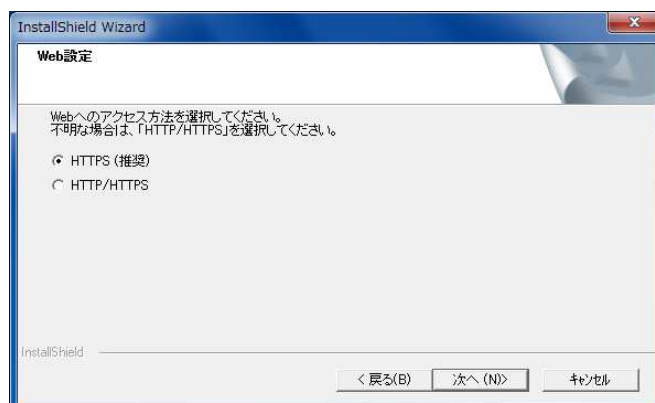 InstallShield Wizard
Web設定
Webへのアクセス方法を選択してください。
不明な場合は、「HTTP/HTTPS」を選択してください。
HTTPS (推奨)
HTTP/HTTPS
InstallShield
< 戻る(B)
次へ (N)>
キャンセル